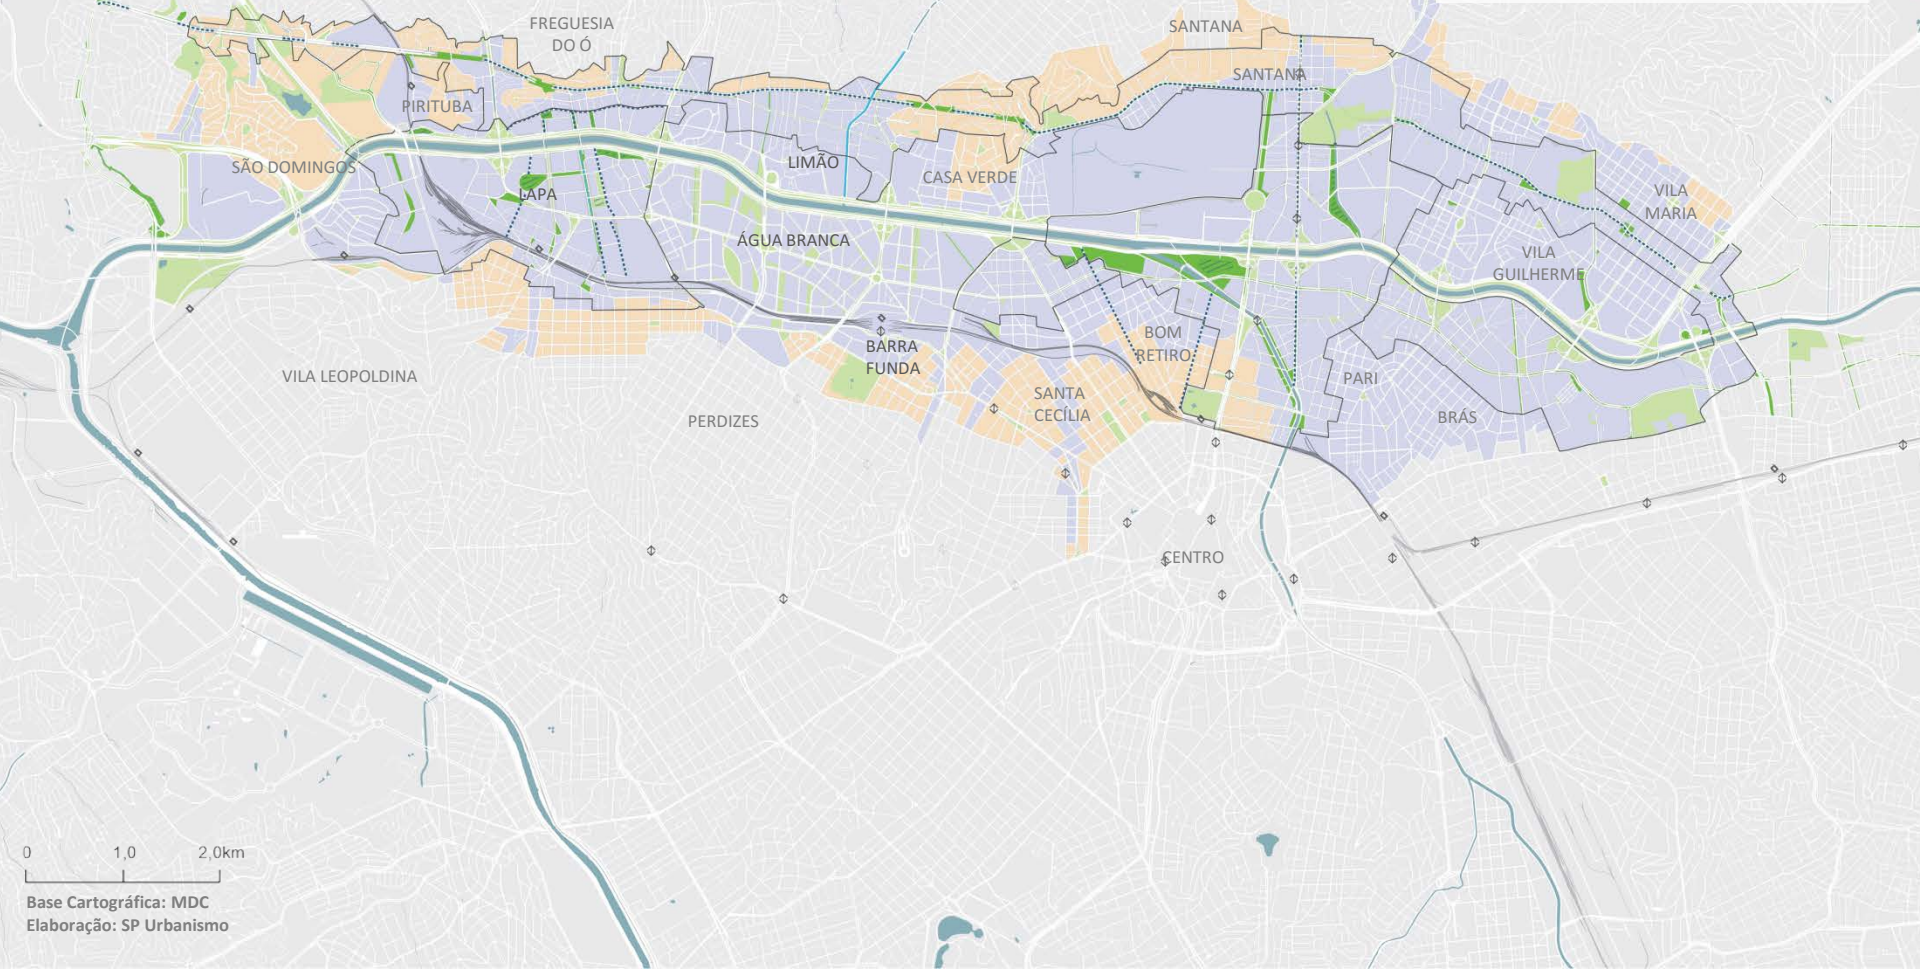 FREGUESIA
DO Ó
SANTANA
SANTANA
PIRITUBA
SÃO DOMINGOS
LIMÃO
CASA VERDE
LAPA
VILA
MARIA
ÁGUA BRANCA
VILA
GUILHERME
BOM
RETIRO
BARRA
FUNDA
VILA LEOPOLDINA
PARI
SANTA
CECÍLIA
PERDIZES
BRÁS
CENTRO
0 1,0 2,0km
Base Cartográfica: MDC
Elaboração: SP Urbanismo